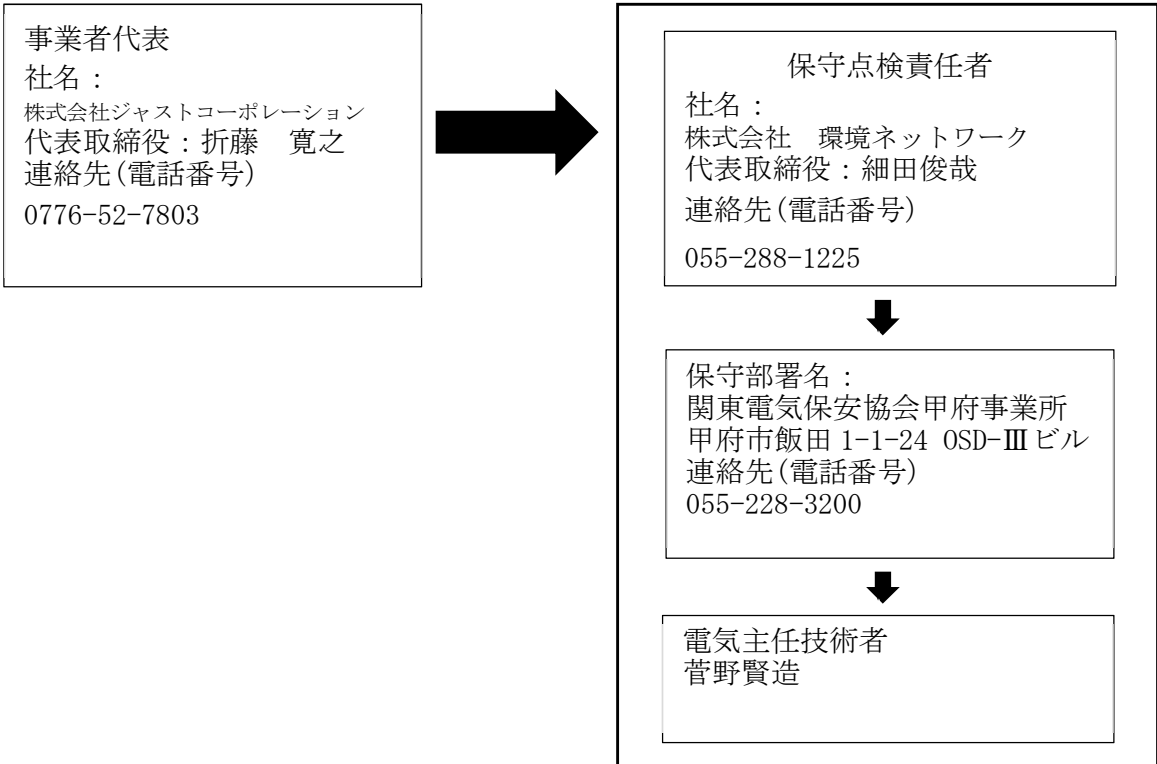 事業者代表
社名：
株式会社ジャストコーポレーション
代表取締役：折藤　寛之
連絡先(電話番号)
0776-52-7803
保守点検責任者
社名：
株式会社　環境ネットワーク
代表取締役：細田俊哉
連絡先(電話番号)
055-288-1225
保守部署名：
関東電気保安協会甲府事業所
甲府市飯田 1-1-24 OSD-Ⅲビル
連絡先(電話番号)
055-228-3200
電気主任技術者
菅野賢造